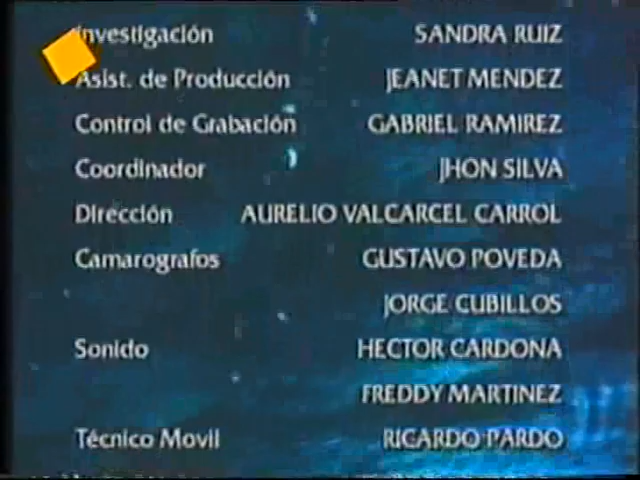 Investigación SANDRA RUIZ
Asist. de Producción JEANET MENDEZ
Control de Grabación GABRIEL RAMIREZ
Coordinador JHON SILVA
Dirección AURELIO VALCARCEL CARROL
Camarografos GUSTAVO POVEDA
JORGE CUBILLOS
Sonido HECTOR CARDONA
FREDDY MARTINEZ
Técnico Movil RICARDO PARDO